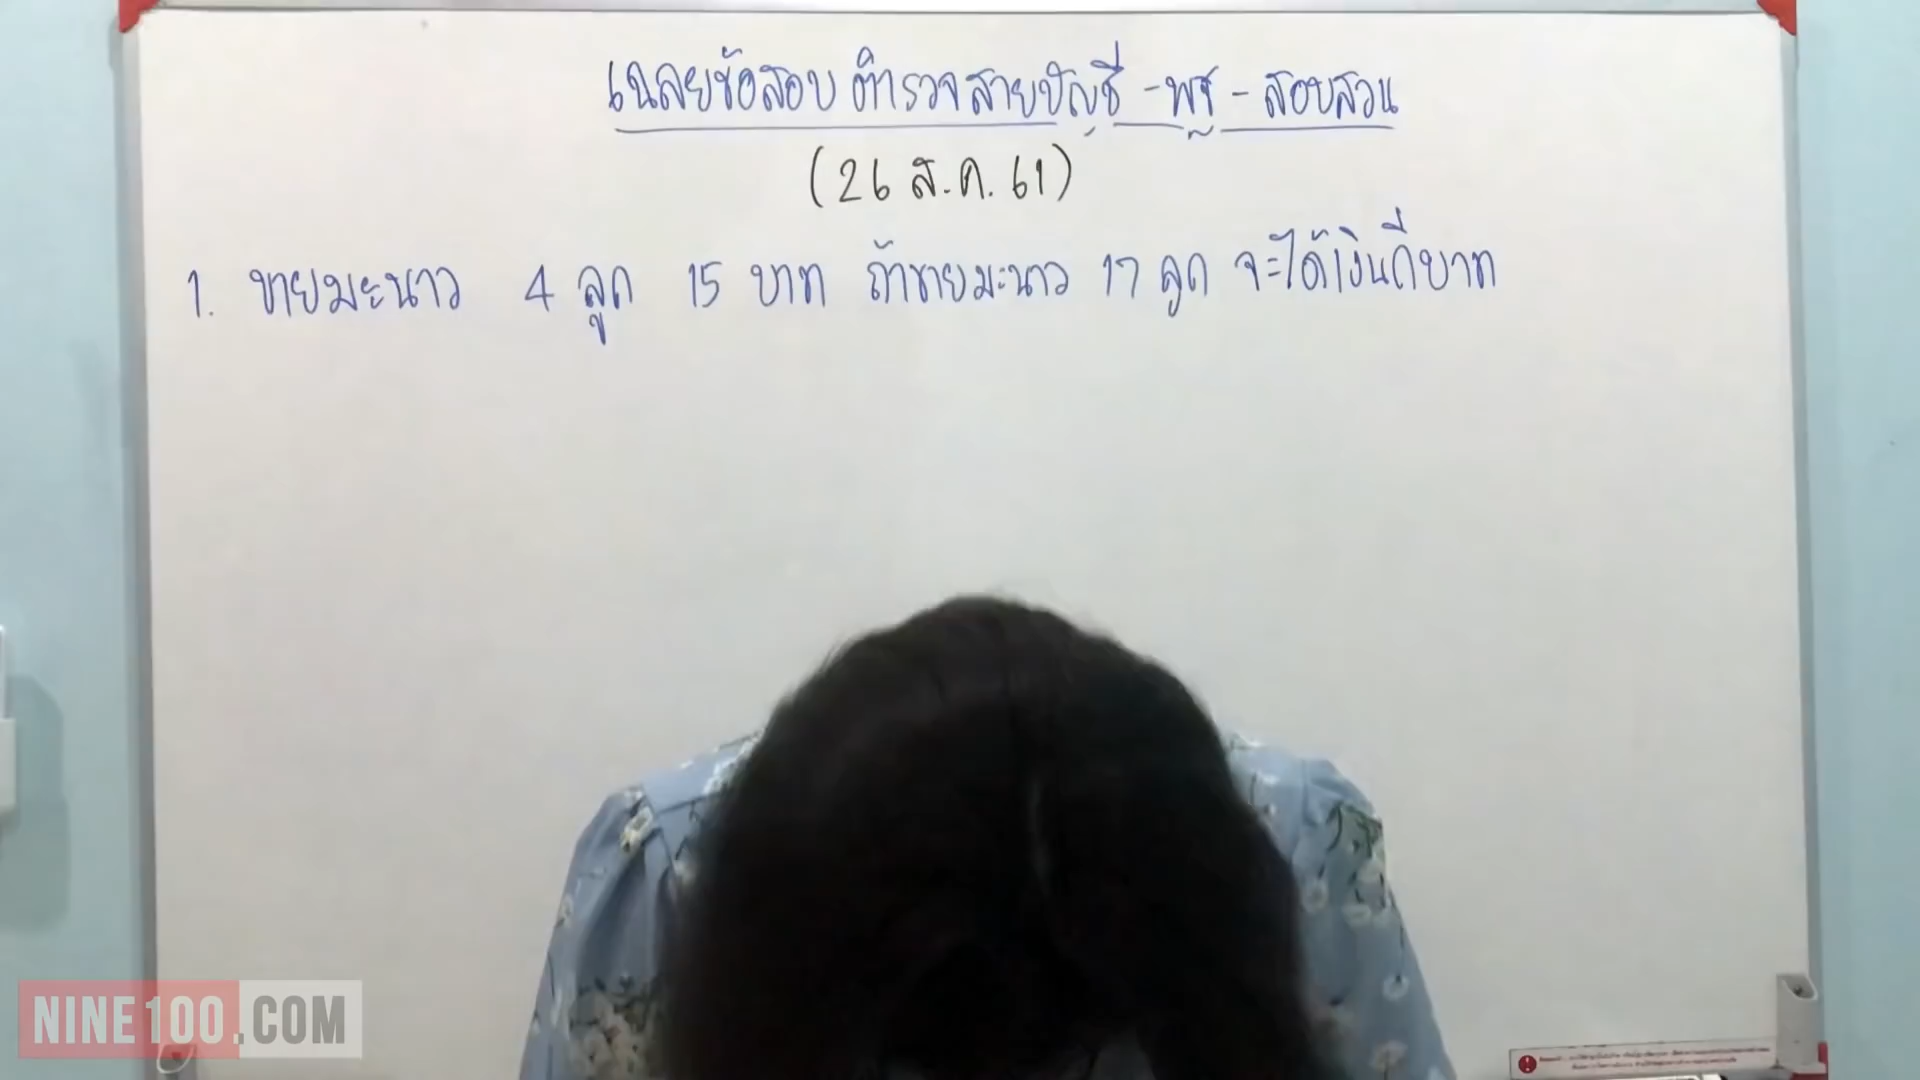 เฉลยข้อสอบ ตำรวจสายบัญชี - พฐ - สอบสวน
(26 ส.ค. 61)
1. ขายมะนาว 4 ลูก 15 บาท ถ้าขายมะนาว 17 ลูก จะได้เงินกี่บาท
NINE100.COM